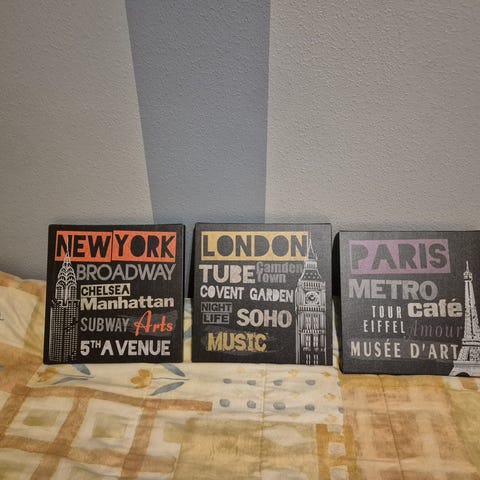 NEW YORK
BROADWAY
CHELSEA
Manhattan
SUBWAY Arts
5TH AVENUE
LONDON
TUBE Camden Town
COVENT GARDEN
NIGHT LIFE SOHO
MUSIC
PARIS
METRO
TOUR EIFFEL café
Amour
MUSÉE D'ART